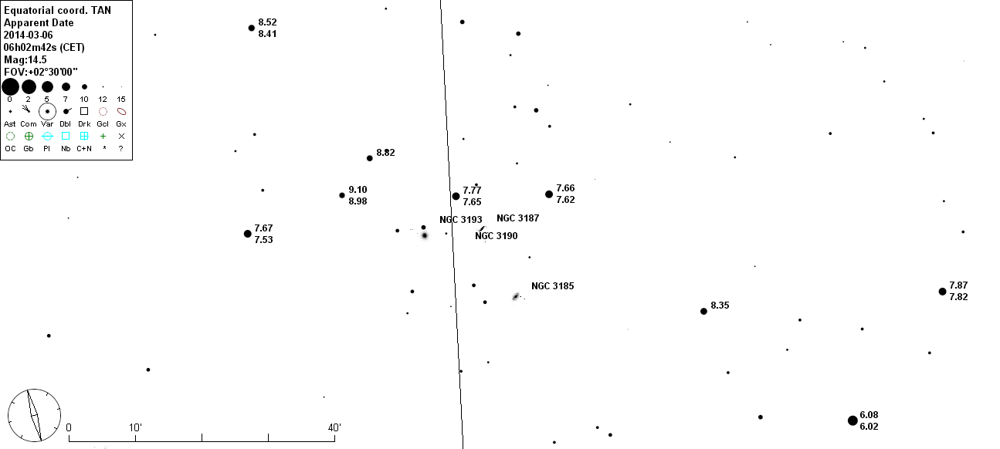 Equatorial coord. TAN
Apparent Date
2014-03-06
06h02m42s (CET)
Mag:14.5
FOV:+02°30'00"
0 2 5 7 10 12 15
Ast Com Var Dbl Drk Gcl Gx
OC Gb Pl Nb C+N * ?
8.52
8.41
8.82
9.10
8.98
7.77
7.65
7.66
7.62
NGC 3193
NGC 3187
NGC 3190
7.67
7.53
NGC 3185
7.87
7.82
8.35
6.08
6.02
0 10' 40'